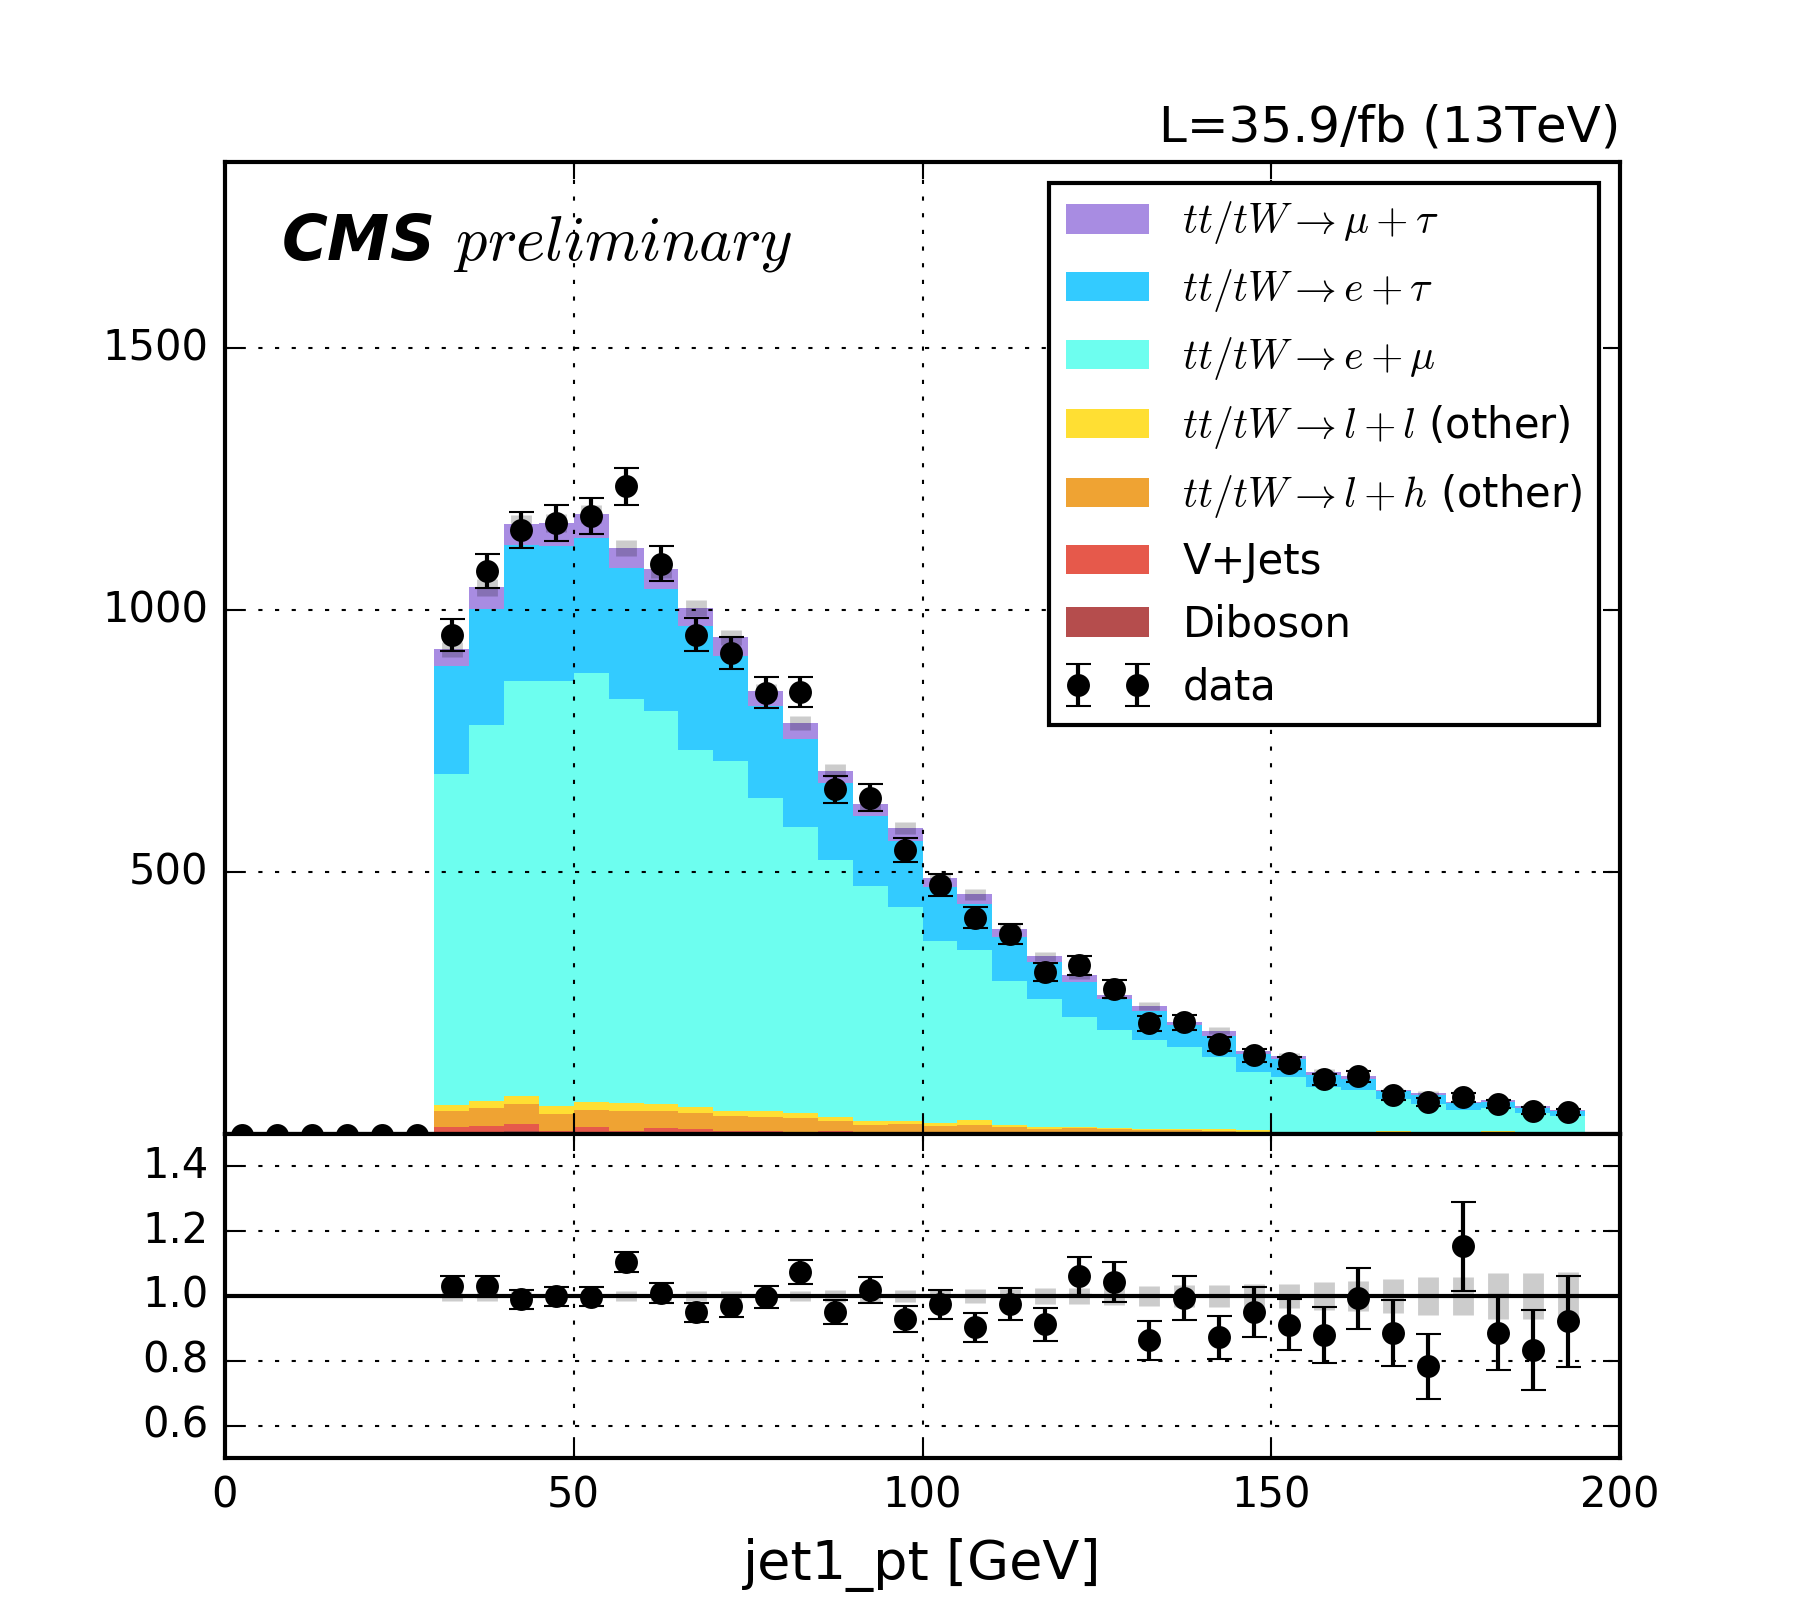 L=35.9/fb (13TeV)
CMS preliminary
tt/tW→μ+τ
tt/tW→e+τ
tt/tW→e+μ
tt/tW→l+l (other)
tt/tW→l+h (other)
V+Jets
Diboson
data
1500
1000
500
1.4
1.2
1.0
0.8
0.6
0 50 100 150 200
jet1_pt [GeV]